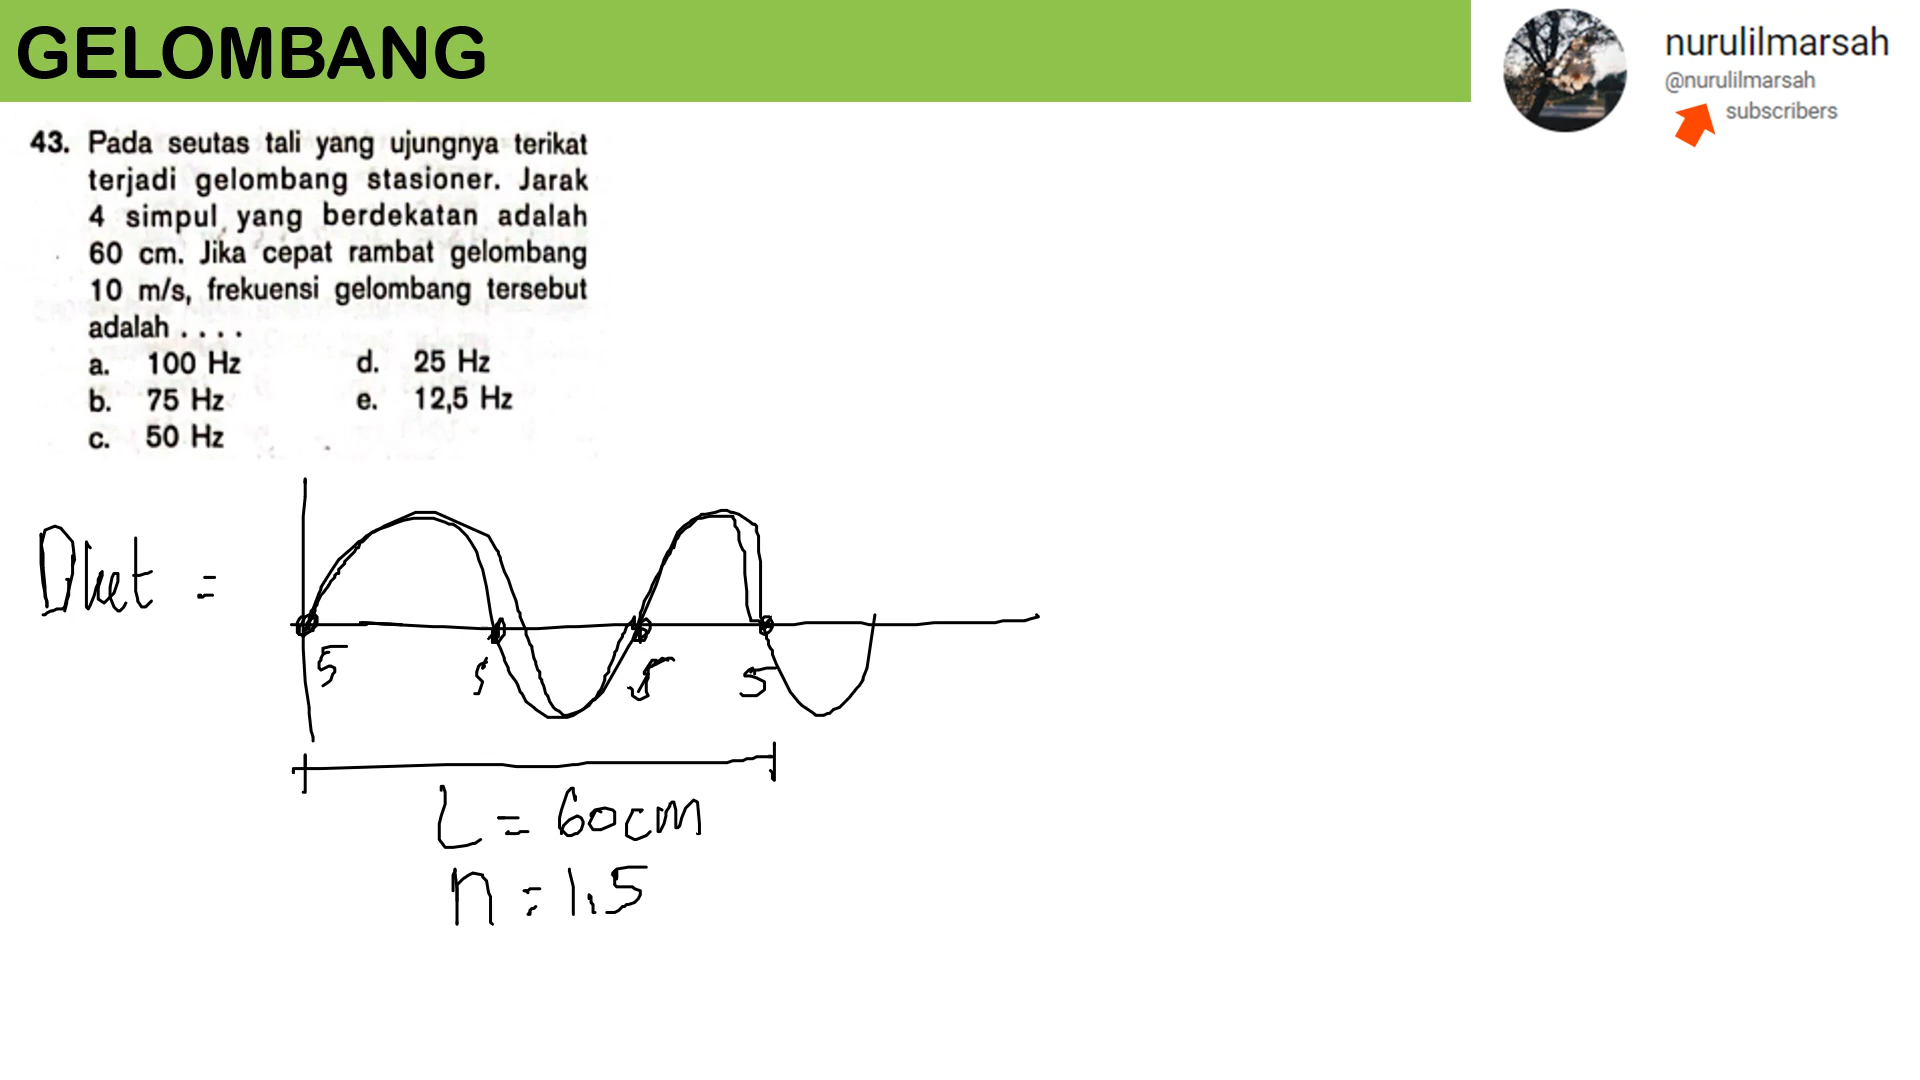 GELOMBANG
nurulilmarsah
@nurulilmarsah
subscribers
43. Pada seutas tali yang ujungnya terikat
terjadi gelombang stasioner. Jarak
4 simpul yang berdekatan adalah
60 cm. Jika cepat rambat gelombang
10 m/s, frekuensi gelombang tersebut
adalah . . . .
a. 100 Hz d. 25 Hz
b. 75 Hz e. 12,5 Hz
c. 50 Hz
Dket =
S S S S
L = 60cm
n = 1,5